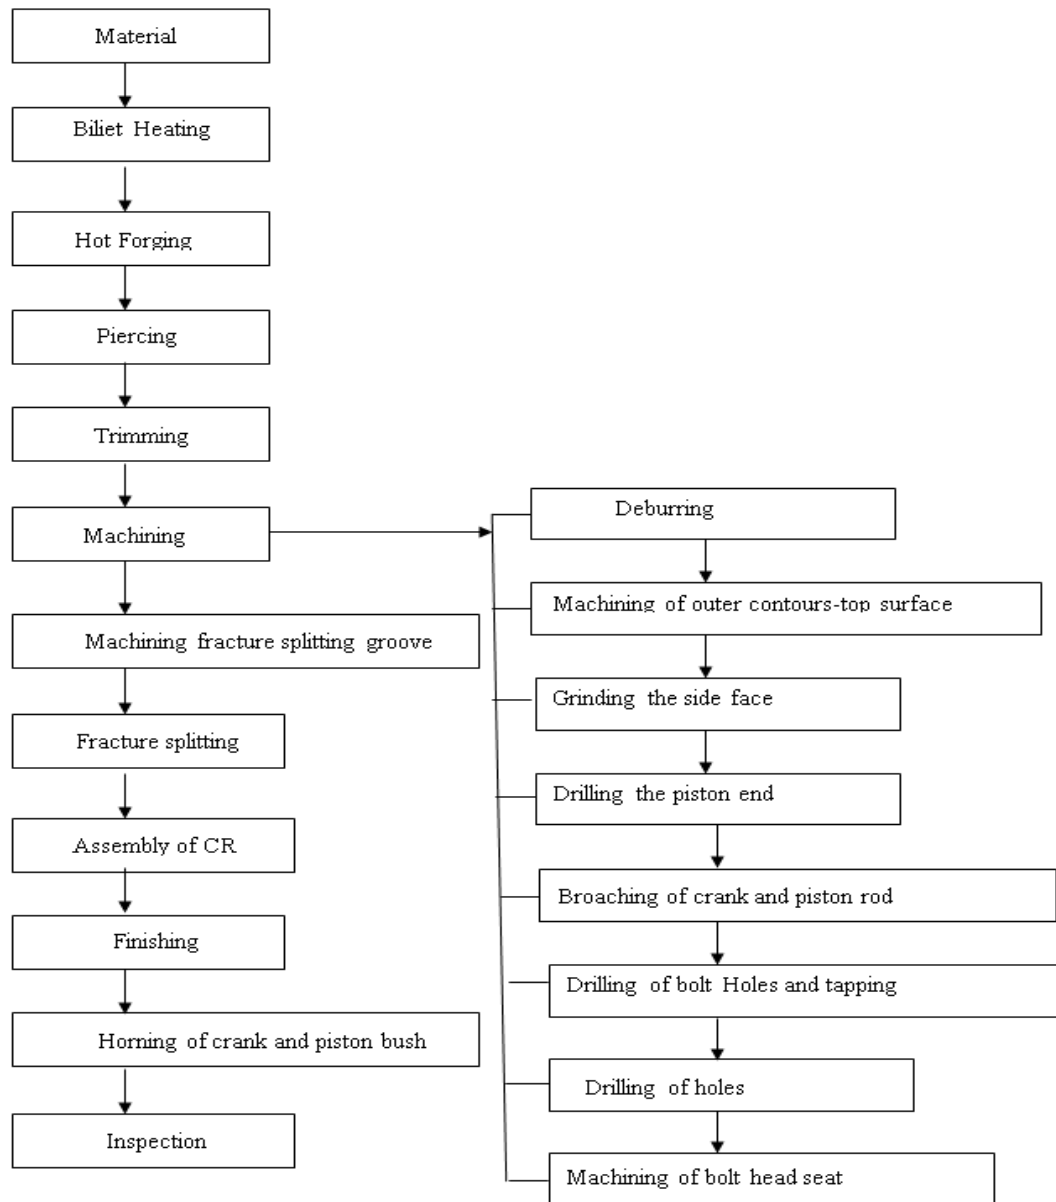 Material
Biliet Heating
Hot Forging
Piercing
Trimming
Machining
Machining fracture splitting groove
Fracture splitting
Assembly of CR
Finishing
Horning of crank and piston bush
Inspection
Deburring
Machining of outer contours-top surface
Grinding the side face
Drilling the piston end
Broaching of crank and piston rod
Drilling of bolt Holes and tapping
Drilling of holes
Machining of bolt head seat